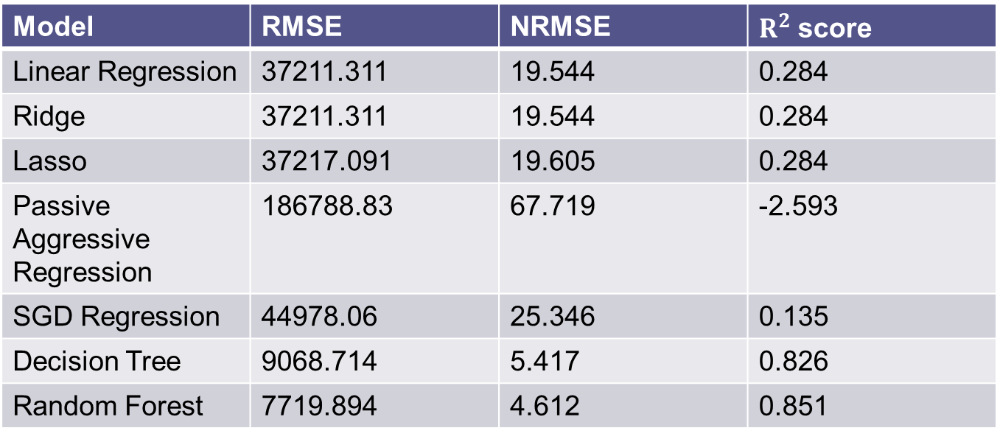 Model RMSE NRMSE R² score
Linear Regression 37211.311 19.544 0.284
Ridge 37211.311 19.544 0.284
Lasso 37217.091 19.605 0.284
Passive 186788.83 67.719 -2.593
Aggressive
Regression
SGD Regression 44978.06 25.346 0.135
Decision Tree 9068.714 5.417 0.826
Random Forest 7719.894 4.612 0.851